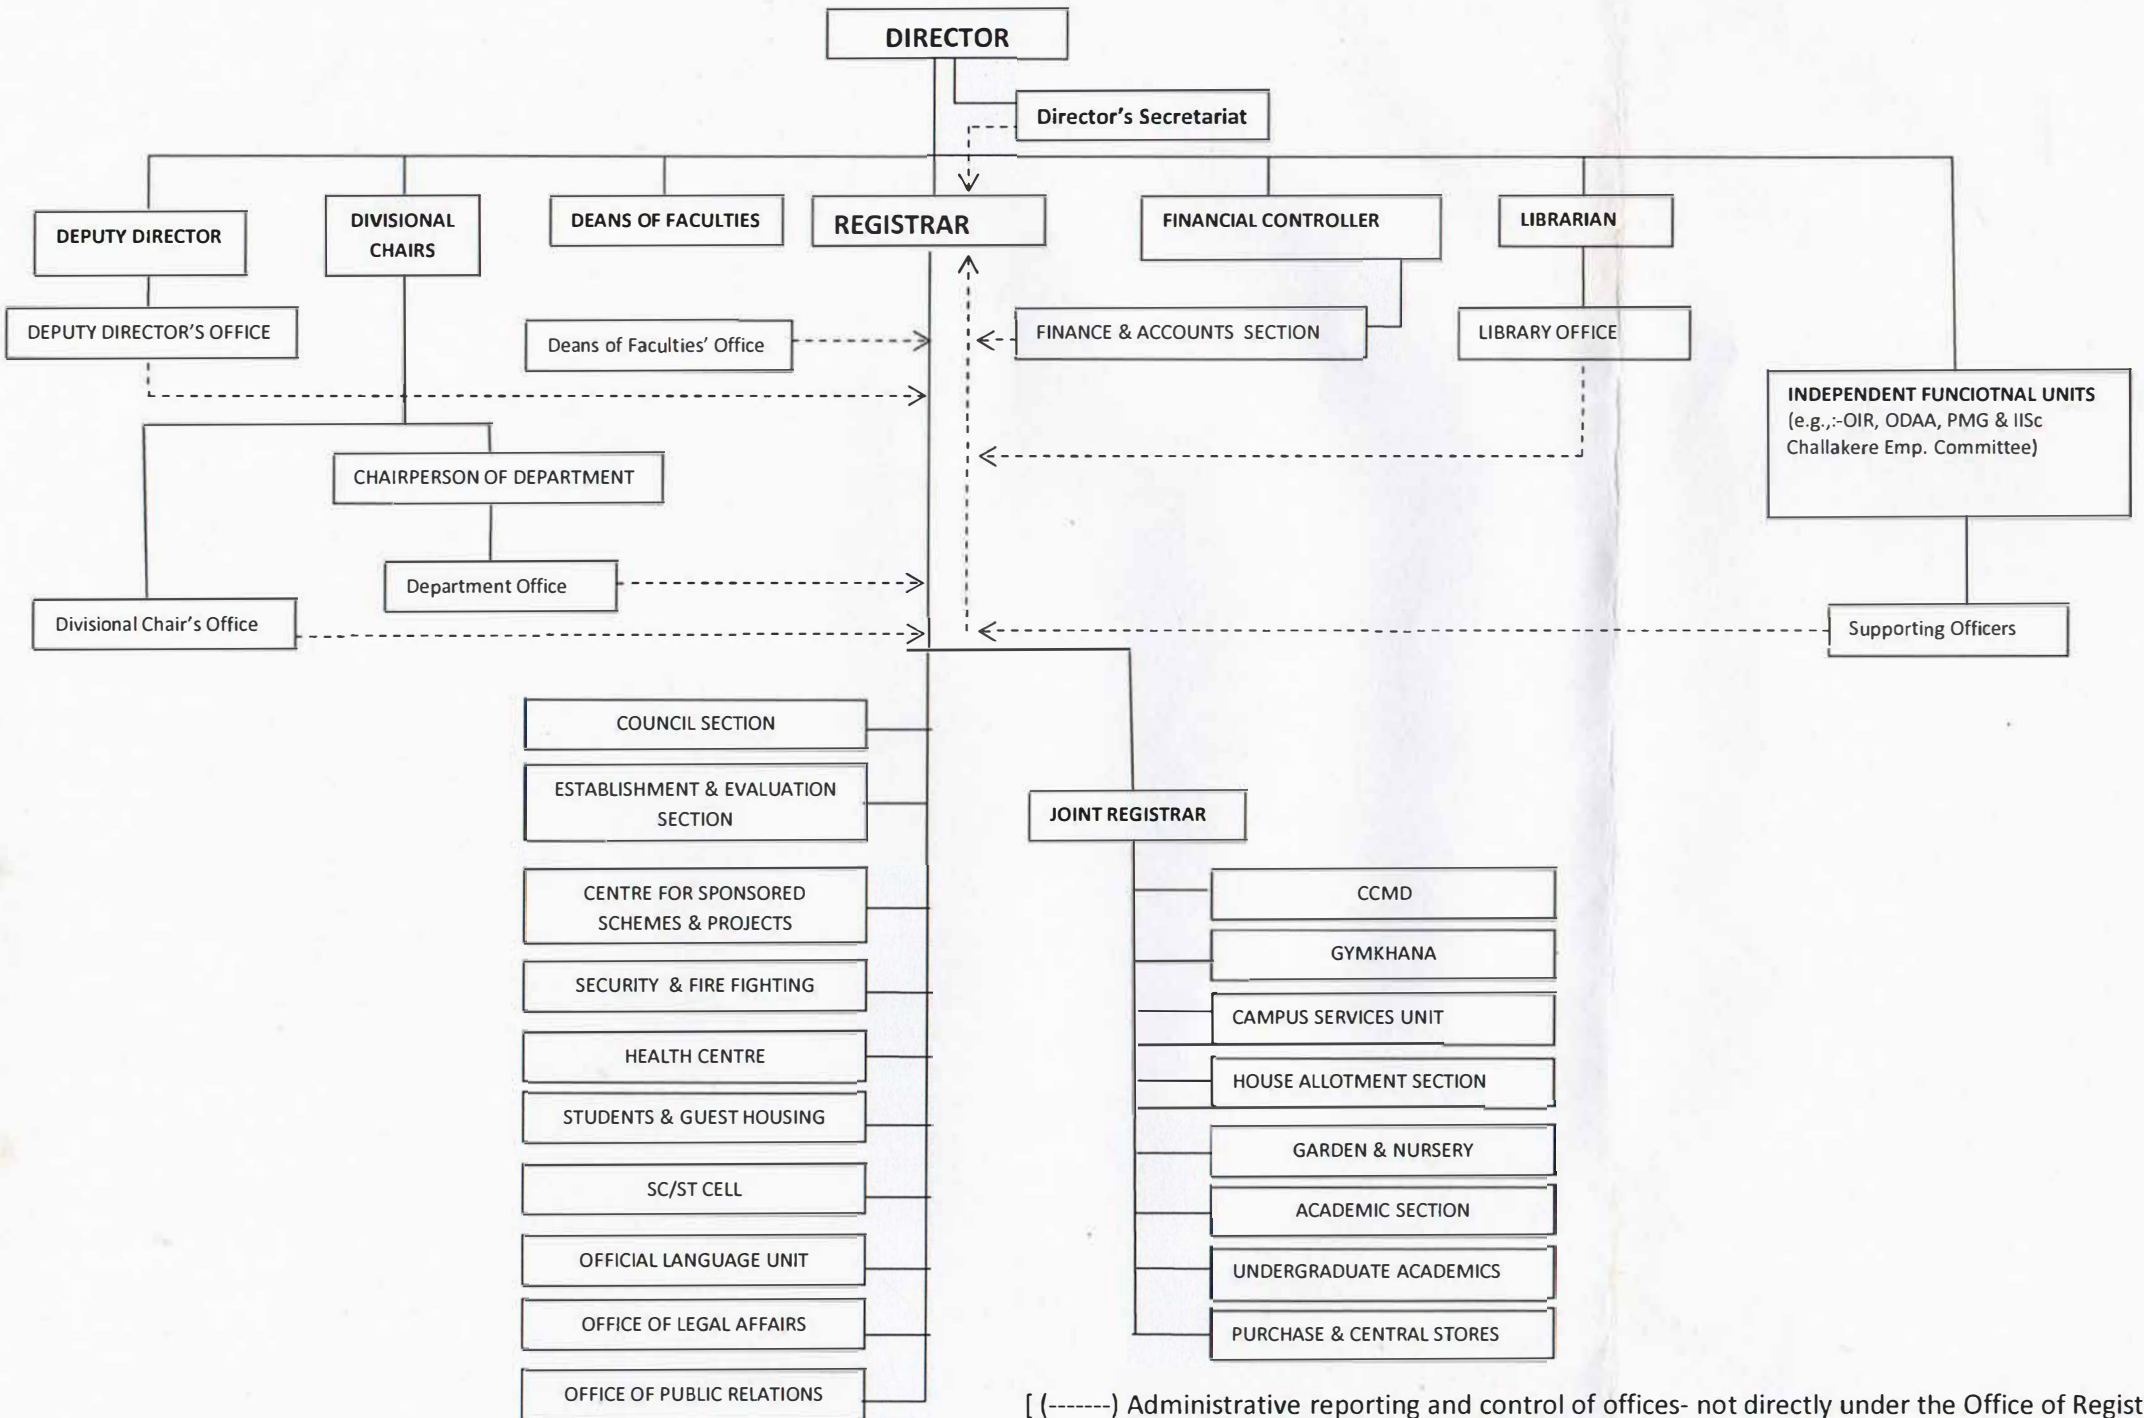 DIRECTOR
Director's Secretariat
DEPUTY DIRECTOR
DIVISIONAL
CHAIRS
DEANS OF FACULTIES
REGISTRAR
FINANCIAL CONTROLLER
LIBRARIAN
DEPUTY DIRECTOR'S OFFICE
Deans of Faculties' Office
FINANCE & ACCOUNTS SECTION
LIBRARY OFFICE
INDEPENDENT FUNCIOTNAL UNITS
(e.g.,:-OIR, ODAA, PMG & IISc
Challakere Emp. Committee)
CHAIRPERSON OF DEPARTMENT
Department Office
Divisional Chair's Office
Supporting Officers
COUNCIL SECTION
ESTABLISHMENT & EVALUATION
SECTION
CENTRE FOR SPONSORED
SCHEMES & PROJECTS
SECURITY & FIRE FIGHTING
HEALTH CENTRE
STUDENTS & GUEST HOUSING
SC/ST CELL
OFFICIAL LANGUAGE UNIT
OFFICE OF LEGAL AFFAIRS
OFFICE OF PUBLIC RELATIONS
JOINT REGISTRAR
CCMD
GYMKHANA
CAMPUS SERVICES UNIT
HOUSE ALLOTMENT SECTION
GARDEN & NURSERY
ACADEMIC SECTION
UNDERGRADUATE ACADEMICS
PURCHASE & CENTRAL STORES
[ (-------) Administrative reporting and control of offices- not directly under the Office of Regist